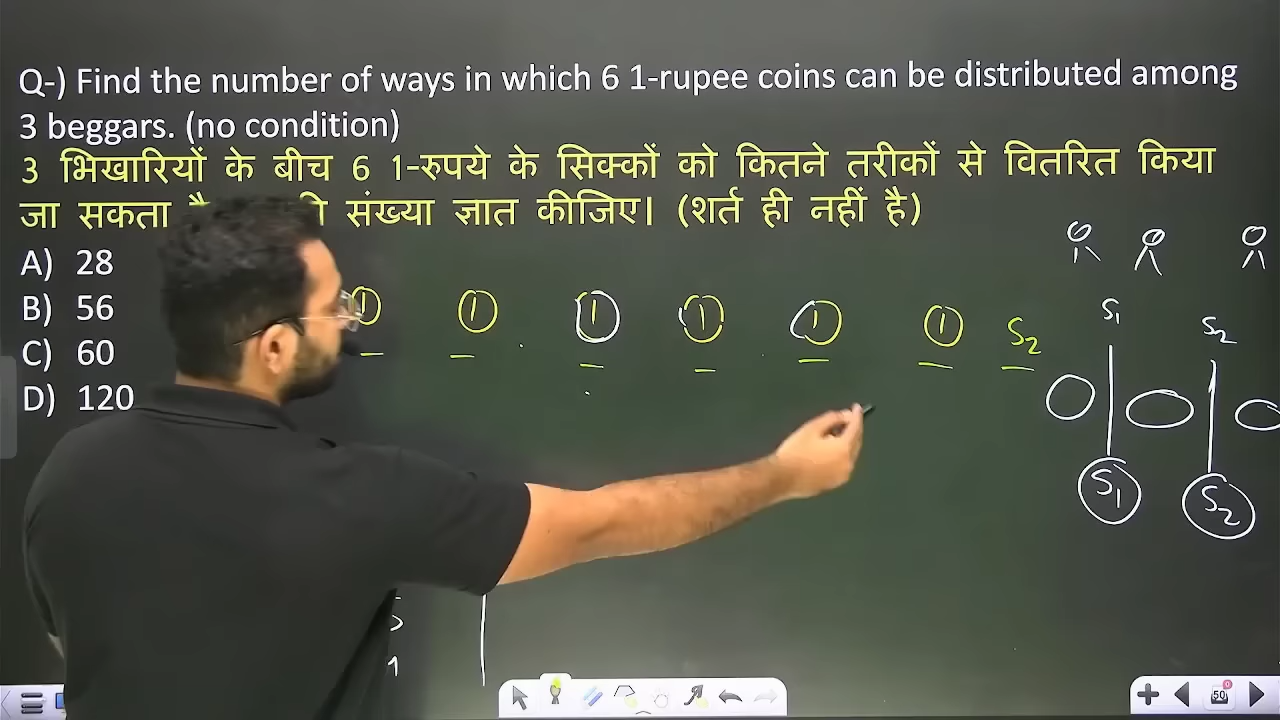 Q-) Find the number of ways in which 6 1-rupee coins can be distributed among
3 beggars. (no condition)
3 भिखारियों के बीच 6 1-रुपये के सिक्कों को कितने तरीकों से वितरित किया
जा सकता संख्या ज्ञात कीजिए। (शर्त ही नहीं है)
A) 28
B) 56
C) 60
D) 120
1 1 1 1 1 1 S2
S1 S2
S1 S2
50